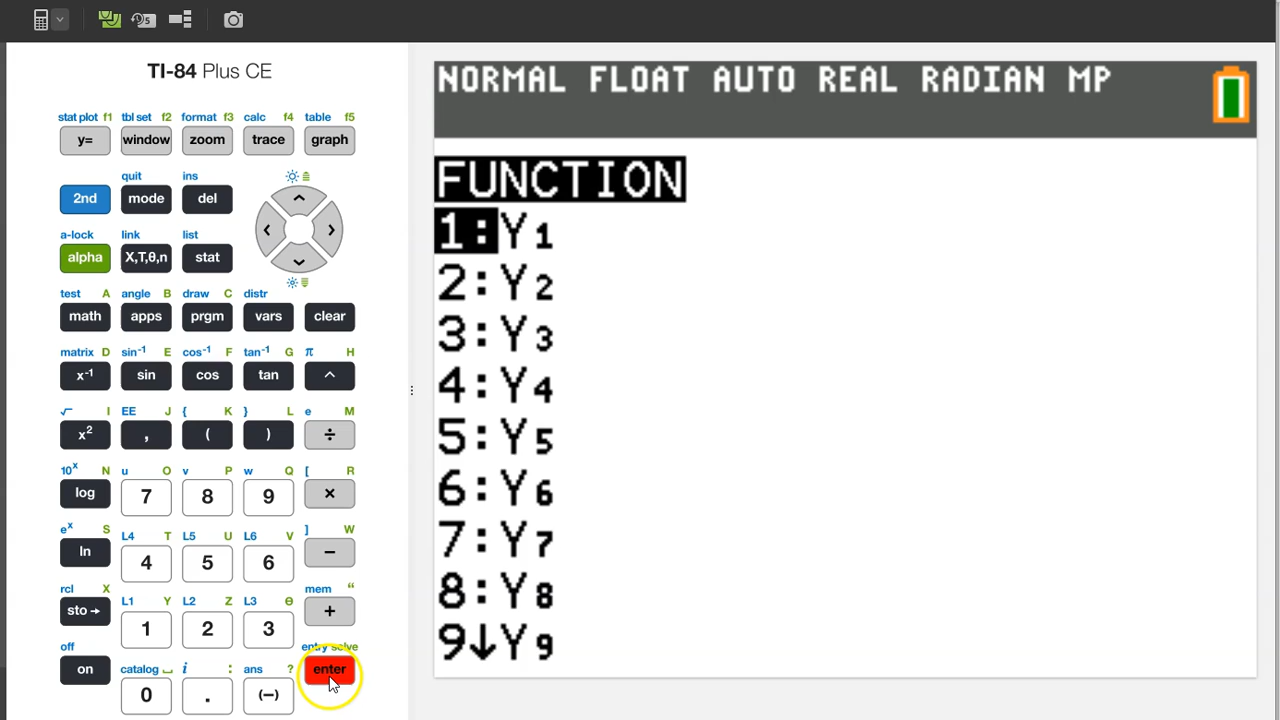 TI-84 Plus CE
stat plot f1 tbl set f2 format f3 calc f4 table f5
y= window zoom trace graph
quit ins
2nd mode del
a-lock link list
alpha X,T,θ,n stat
test A angle B draw C distr
math apps prgm vars clear
matrix D sin⁻¹ E cos⁻¹ F tan⁻¹ G π H
x⁻¹ sin cos tan ^
√ I EE J { K } L e M
x² , ( ) ÷
10ˣ N u O v P w Q [ R
log 7 8 9 ×
eˣ S L4 T L5 U L6 V ] W
ln 4 5 6 −
rcl X L1 Y L2 Z L3 θ mem “
sto→ 1 2 3 +
off catalog i : ans ? entry solve
on 0 . (−) enter
NORMAL FLOAT AUTO REAL RADIAN MP
FUNCTION
1:Y1
2:Y2
3:Y3
4:Y4
5:Y5
6:Y6
7:Y7
8:Y8
9↓Y9